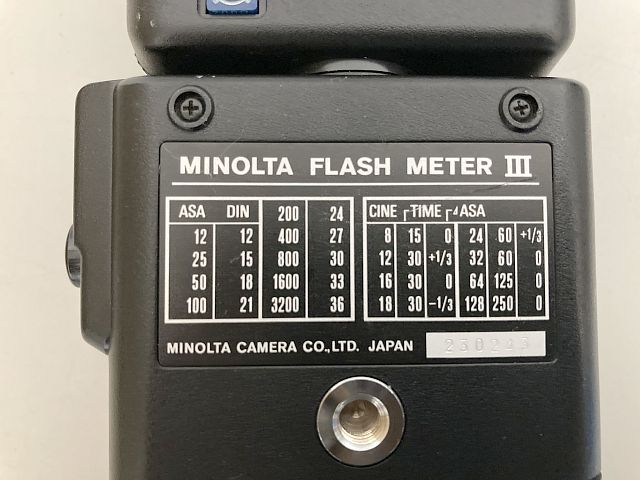 MINOLTA FLASH METER III
ASA DIN 200 24 CINE TIME ⊿ASA
12 12 400 27 8 15 0 24 60 +1/3
25 15 800 30 12 30 +1/3 32 60 0
50 18 1600 33 16 30 0 64 125 0
100 21 3200 36 18 30 -1/3 128 250 0
MINOLTA CAMERA CO.,LTD. JAPAN 230243